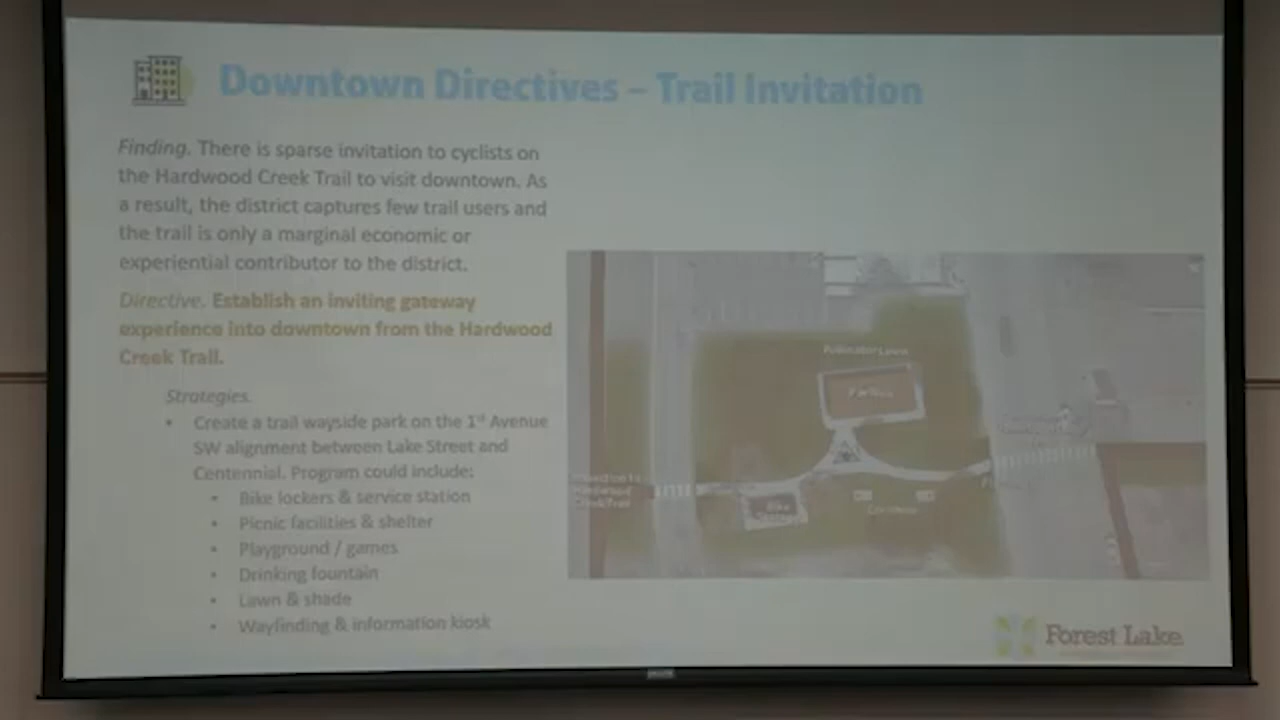 Downtown Directives – Trail Invitation
Finding. There is sparse invitation to cyclists on
the Hardwood Creek Trail to visit downtown. As
a result, the district captures few trail users and
the trail is only a marginal economic or
experiential contributor to the district.
Directive. Establish an inviting gateway
experience into downtown from the Hardwood
Creek Trail.
Strategies.
• Create a trail wayside park on the 1st Avenue
SW alignment between Lake Street and
Centennial. Program could include:
• Bike lockers & service station
• Picnic facilities & shelter
• Playground / games
• Drinking fountain
• Lawn & shade
• Wayfinding & information kiosk
Pavilion
Bike
Forest Lake